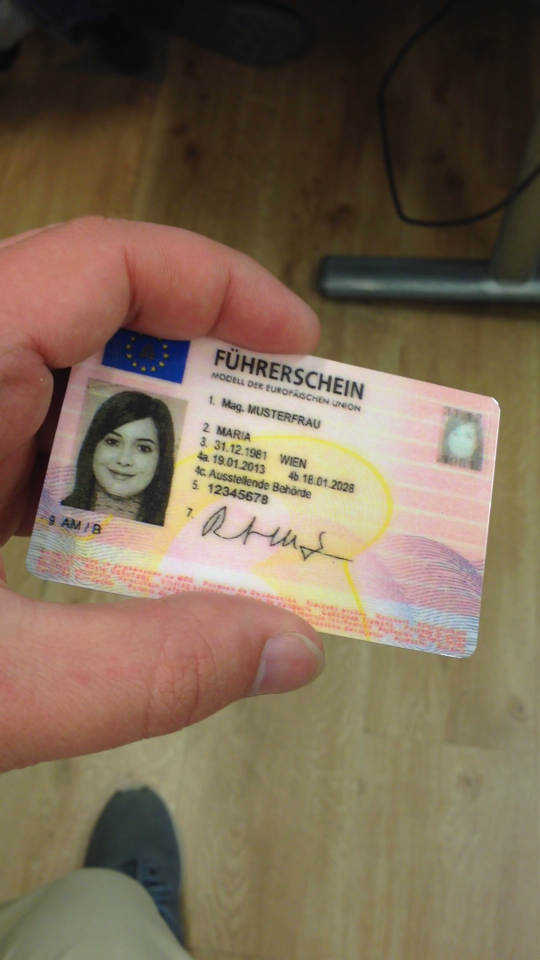 FÜHRERSCHEIN
MODELL DER EUROPÄISCHEN UNION
1. Mag. MUSTERFRAU
2 MARIA
3. 31.12.1981 WIEN
4a. 19.01.2013 4b. 18.01.2028
4c. Ausstellende Behörde
5 12345678
7.
9 AM / B